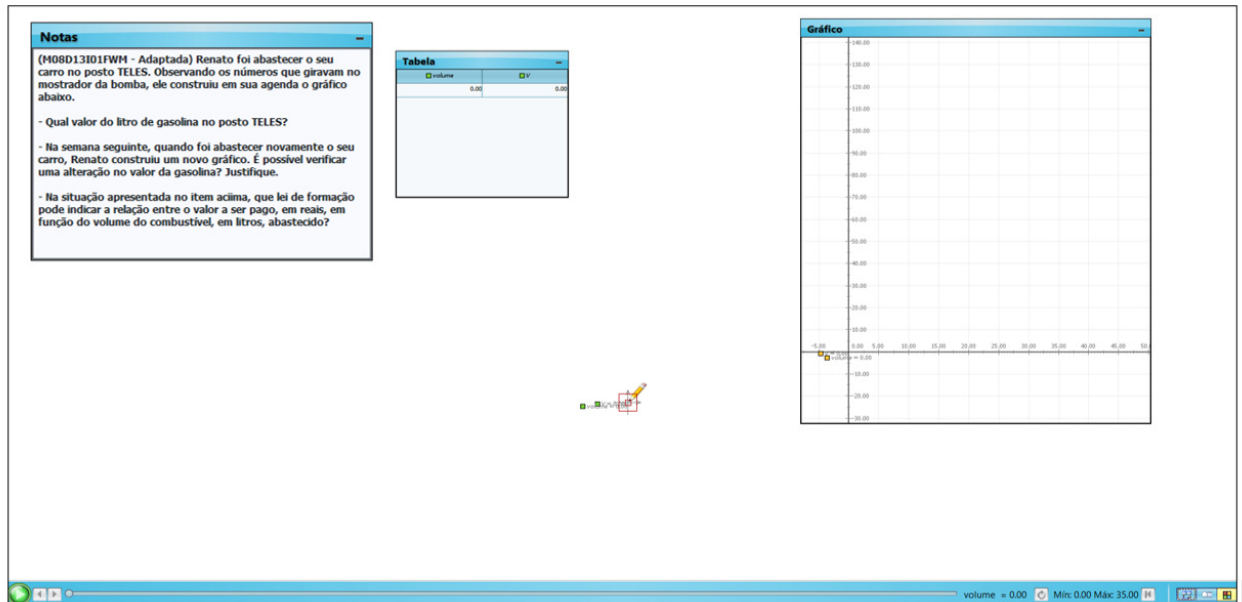 Notas
(M08D13I01FWM - Adaptada) Renato foi abastecer o seu
carro no posto TELES. Observando os números que giravam no
mostrador da bomba, ele construiu em sua agenda o gráfico
abaixo.
- Qual valor do litro de gasolina no posto TELES?
- Na semana seguinte, quando foi abastecer novamente o seu
carro, Renato construiu um novo gráfico. É possível verificar
uma alteração no valor da gasolina? Justifique.
- Na situação apresentada no item aciima, que lei de formação
pode indicar a relação entre o valor a ser pago, em reais, em
função do volume do combustível, em litros, abastecido?
Tabela
volume V
0.00 0.00
Gráfico
140.00
120.00
110.00
100.00
90.00
80.00
70.00
60.00
50.00
40.00
30.00
20.00
10.00
-5.00 0.00 5.00 10.00 15.00 20.00 25.00 30.00 35.00 40.00 45.00 50.
volume = 0.00
-10.00
-20.00
-30.00
volume = 0.00 Mín: 0.00 Máx: 35.00